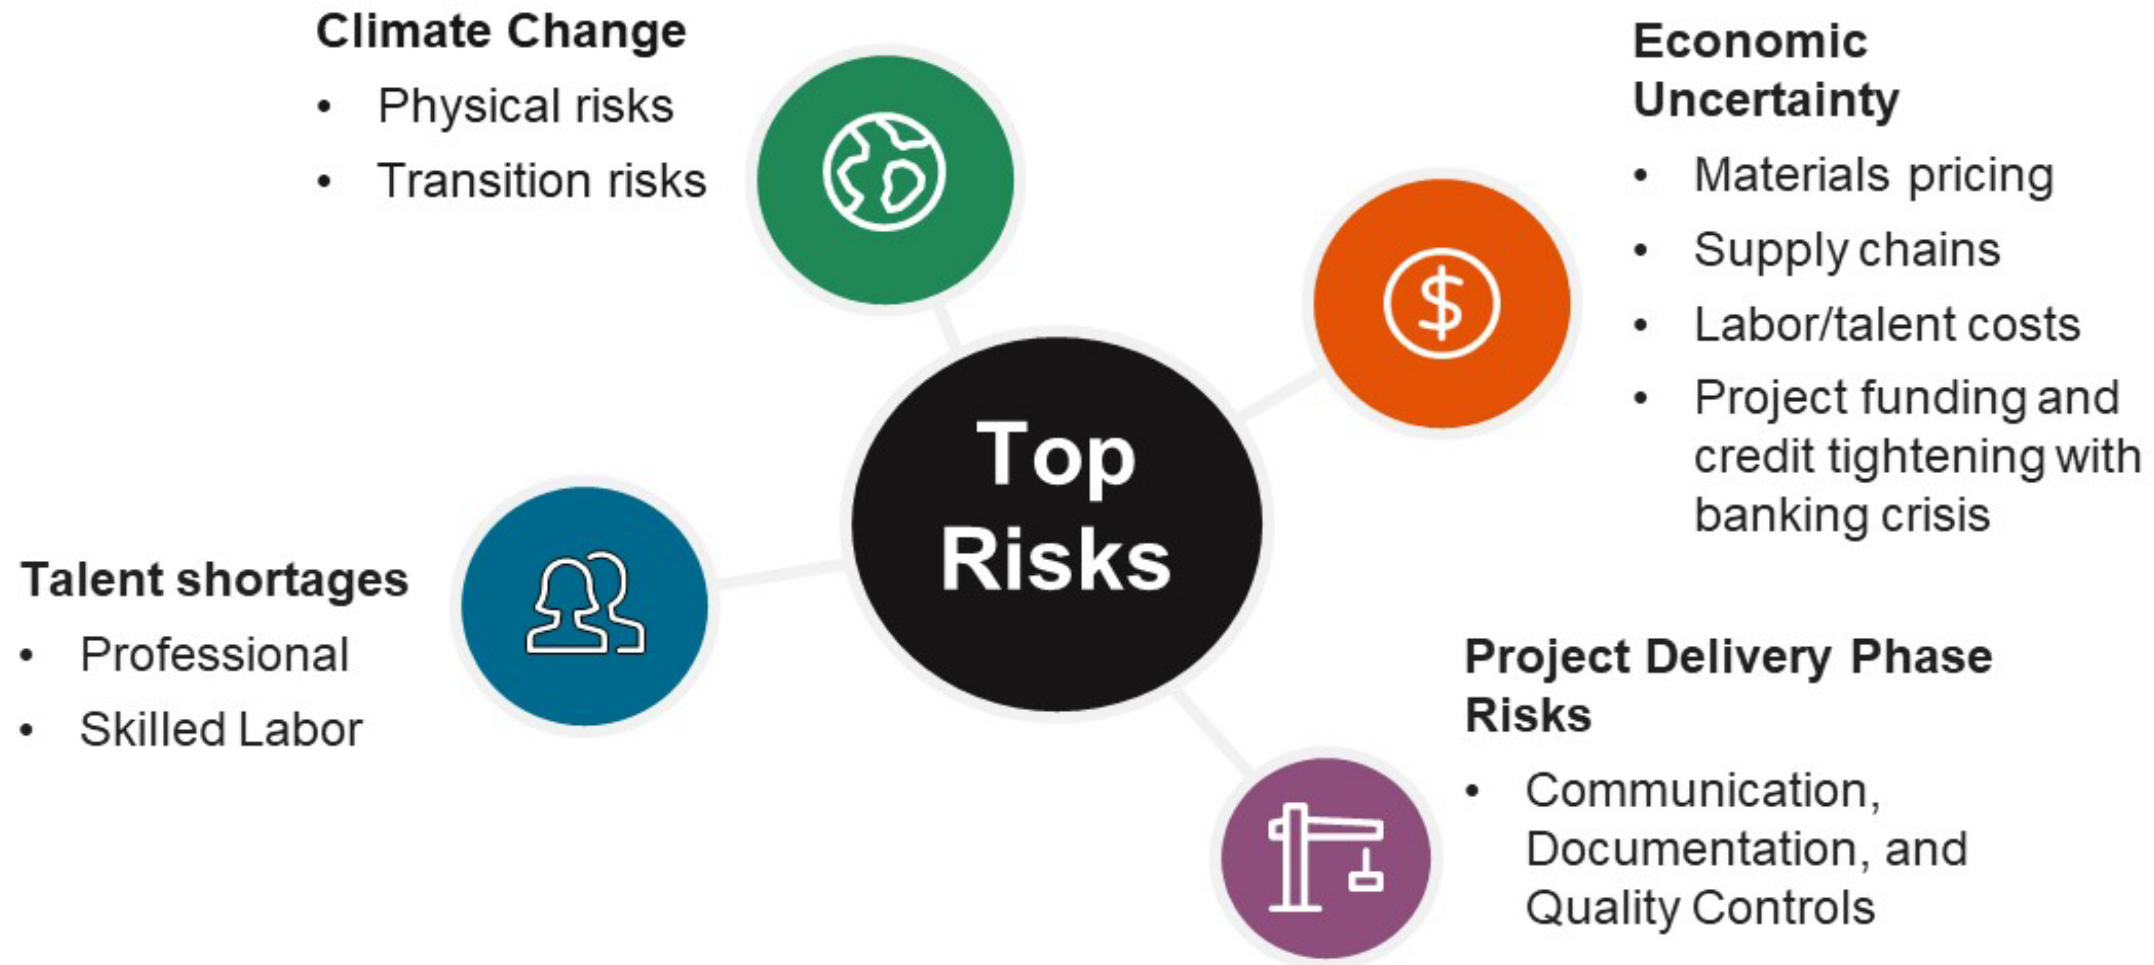 Climate Change
• Physical risks
• Transition risks
Economic
Uncertainty
• Materials pricing
• Supply chains
• Labor/talent costs
• Project funding and
credit tightening with
banking crisis
Top
Risks
Talent shortages
• Professional
• Skilled Labor
Project Delivery Phase
Risks
• Communication,
Documentation, and
Quality Controls